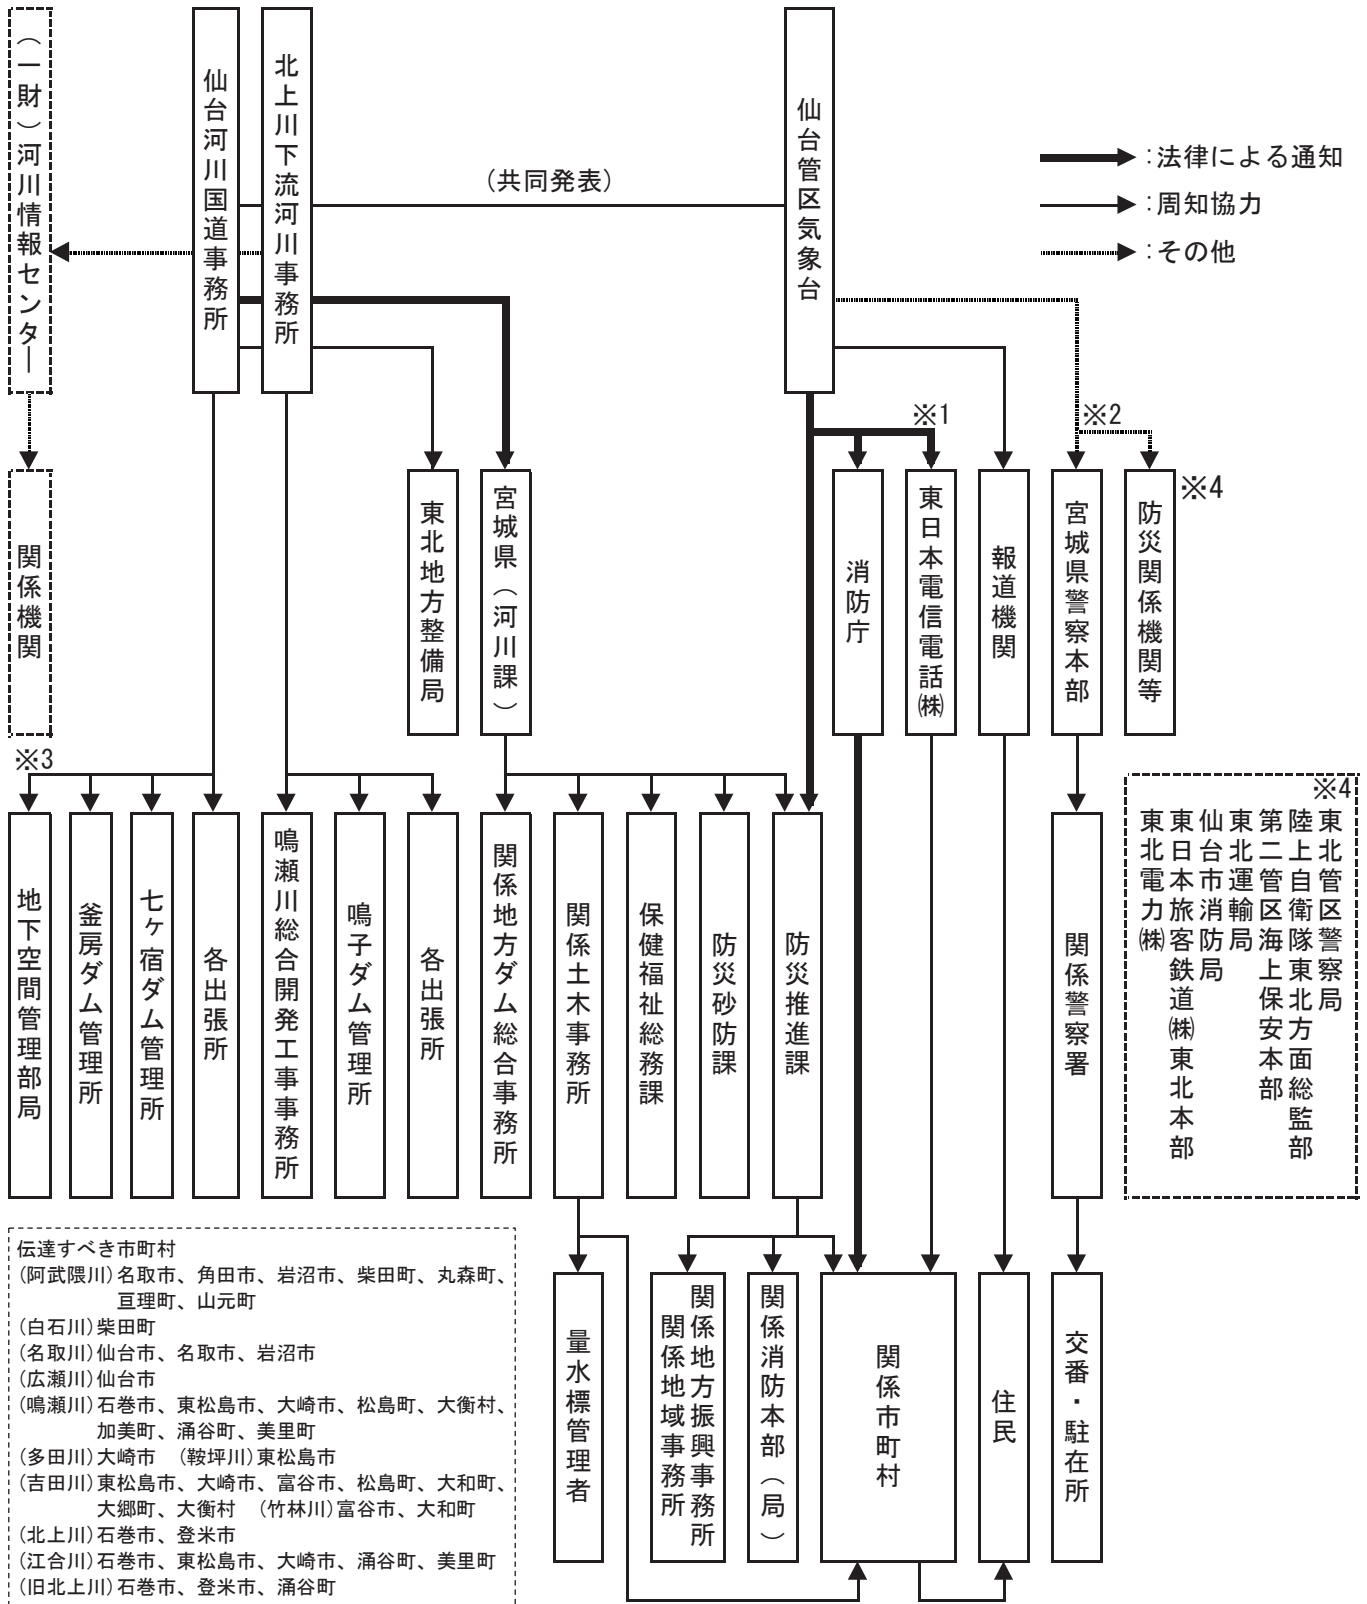 （一財）河川情報センター
仙台河川国道事務所
北上川下流河川事務所
（共同発表）
仙台管区気象台
：法律による通知
：周知協力
：その他
※1
※2
関係機関
東北地方整備局
宮城県（河川課）
消防庁
東日本電信電話㈱
報道機関
宮城県警察本部
防災関係機関等
※4
※3
地下空間管理部局
釜房ダム管理所
七ヶ宿ダム管理所
各出張所
鳴瀬川総合開発工事事務所
鳴子ダム管理所
各出張所
関係地方ダム総合事務所
関係土木事務所
保健福祉総務課
防災砂防課
防災推進課
関係警察署
※4
東北管区警察局
陸上自衛隊東北方面総監部
第二管区海上保安本部
東北運輸局
仙台市消防局
東日本旅客鉄道㈱東北本部
東北電力㈱
伝達すべき市町村
（阿武隈川）名取市、角田市、岩沼市、柴田町、丸森町、
亘理町、山元町
（白石川）柴田町
（名取川）仙台市、名取市、岩沼市
（広瀬川）仙台市
（鳴瀬川）石巻市、東松島市、大崎市、松島町、大衡村、
加美町、涌谷町、美里町
（多田川）大崎市　（鞍坪川）東松島市
（吉田川）東松島市、大崎市、富谷市、松島町、大和町、
大郷町、大衡村　（竹林川）富谷市、大和町
（北上川）石巻市、登米市
（江合川）石巻市、東松島市、大崎市、涌谷町、美里町
（旧北上川）石巻市、登米市、涌谷町
量水標管理者
関係地方振興事務所
関係地域事務所
関係消防本部（局）
関係市町村
住民
交番・駐在所